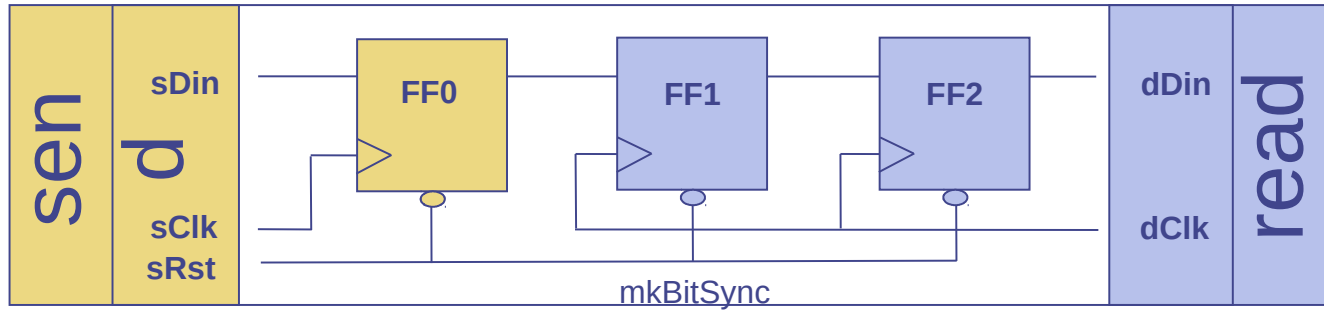 sen
d
sDin
sClk
sRst
FF0
FF1
FF2
mkBitSync
dDin
dClk
read